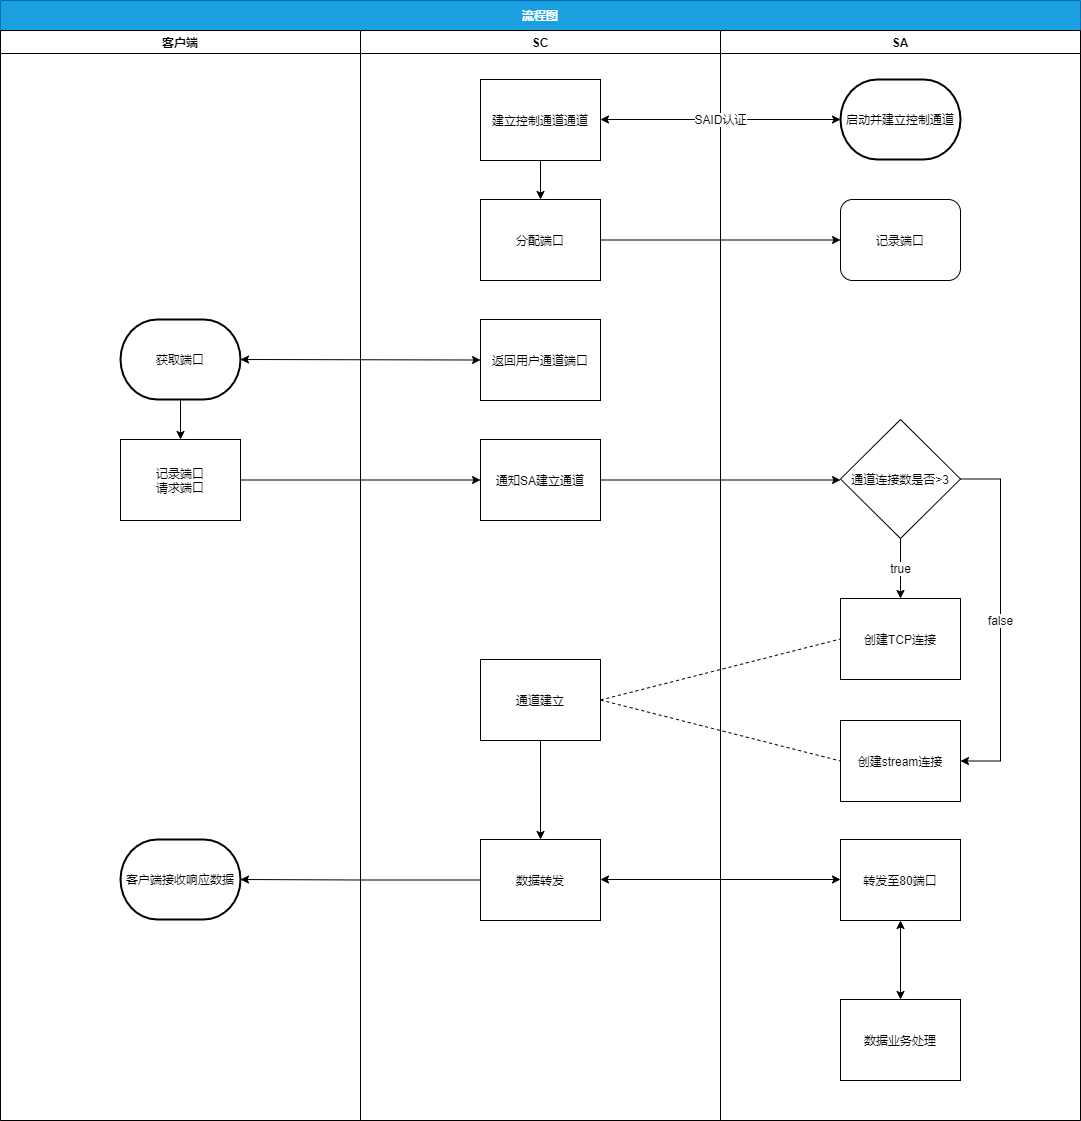 流程图
客户端
SC
SA
建立控制通道通道
SAID认证
启动并建立控制通道
分配端口
记录端口
获取端口
返回用户通道端口
记录端口
请求端口
通知SA建立通道
通道连接数是否>3
true
false
创建TCP连接
通道建立
创建stream连接
客户端接收响应数据
数据转发
转发至80端口
数据业务处理